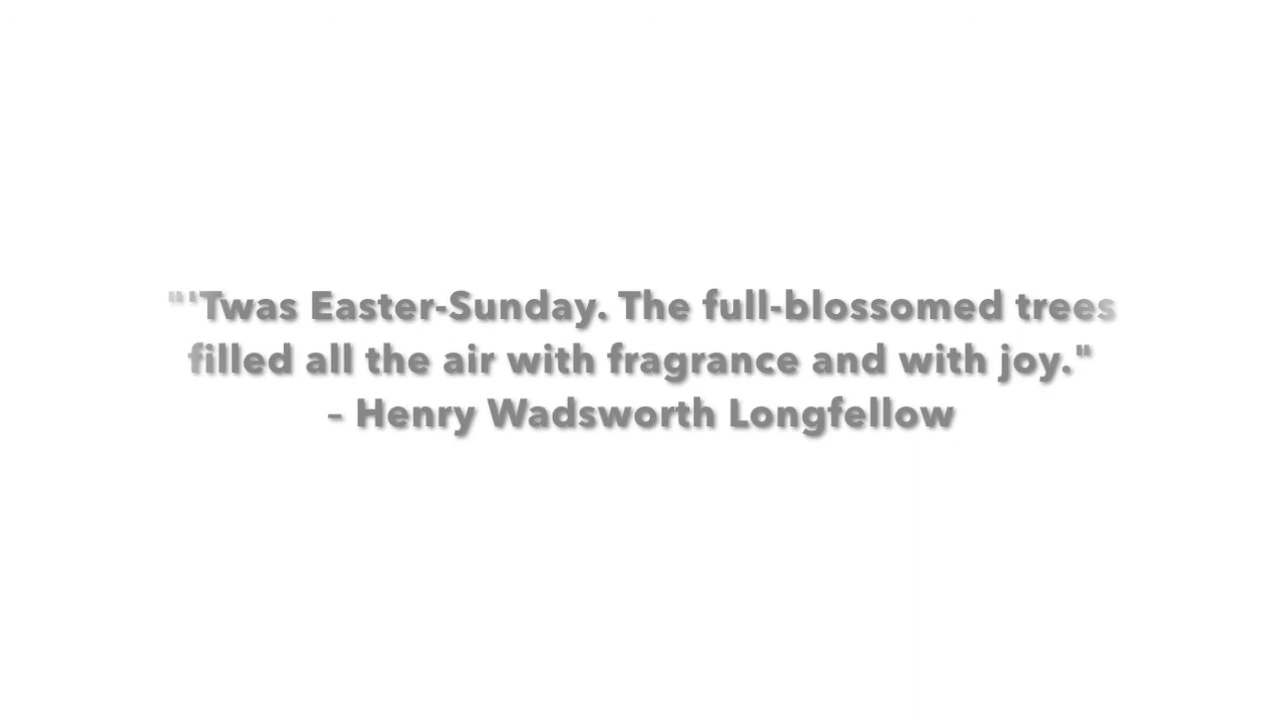 "'Twas Easter-Sunday. The full-blossomed trees
filled all the air with fragrance and with joy."
– Henry Wadsworth Longfellow